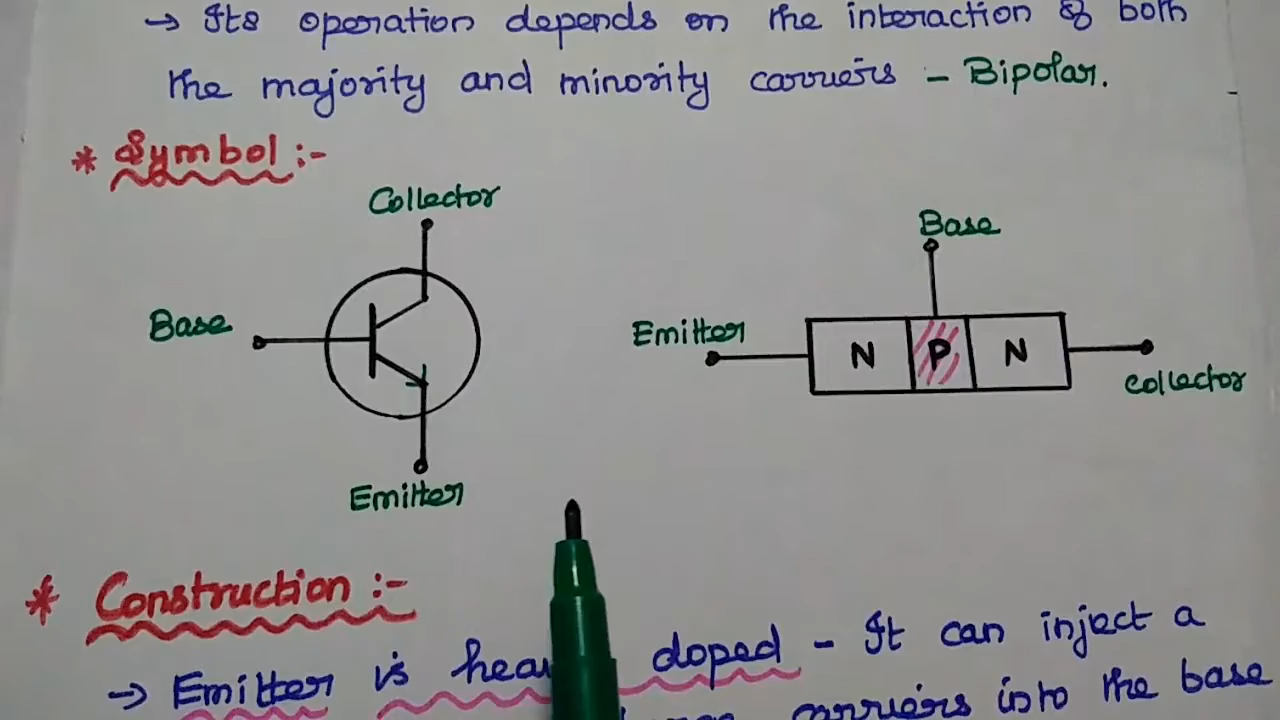 → Its operation depends on the interaction of both
the majority and minority carriers - Bipolar.
* Symbol :-
Collector
Base
Emitter
Base
Emitter
N P N
Collector
* Construction :-
→ Emitter is doped - It can inject a
carriers into the base